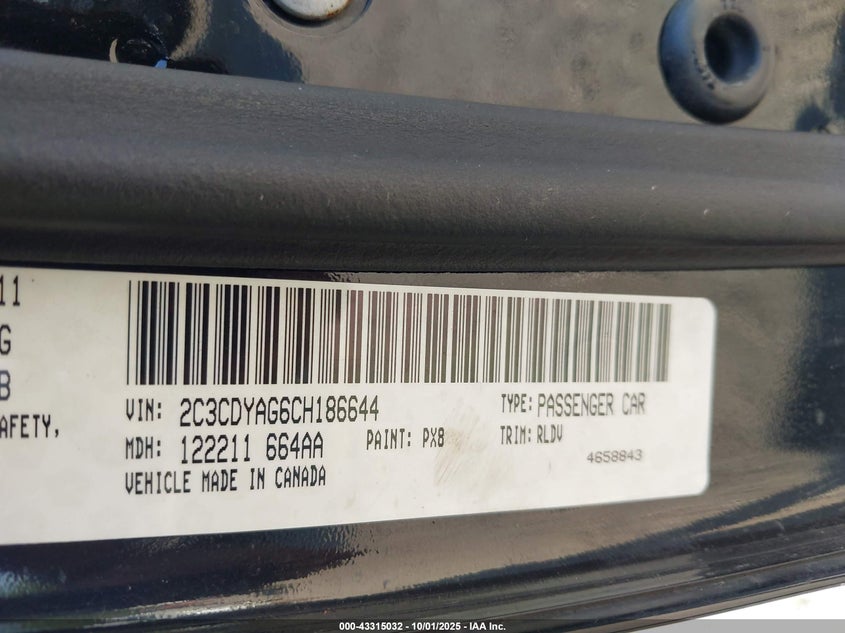 11
G
B
AFETY,
VIN: 2C3CDYAG6CH186644
TYPE: PASSENGER CAR
MDH: 122211 664AA
PAINT: PX8
TRIM: RLDV
4658843
VEHICLE MADE IN CANADA
000-43315032 - 10/01/2025 - IAA Inc.